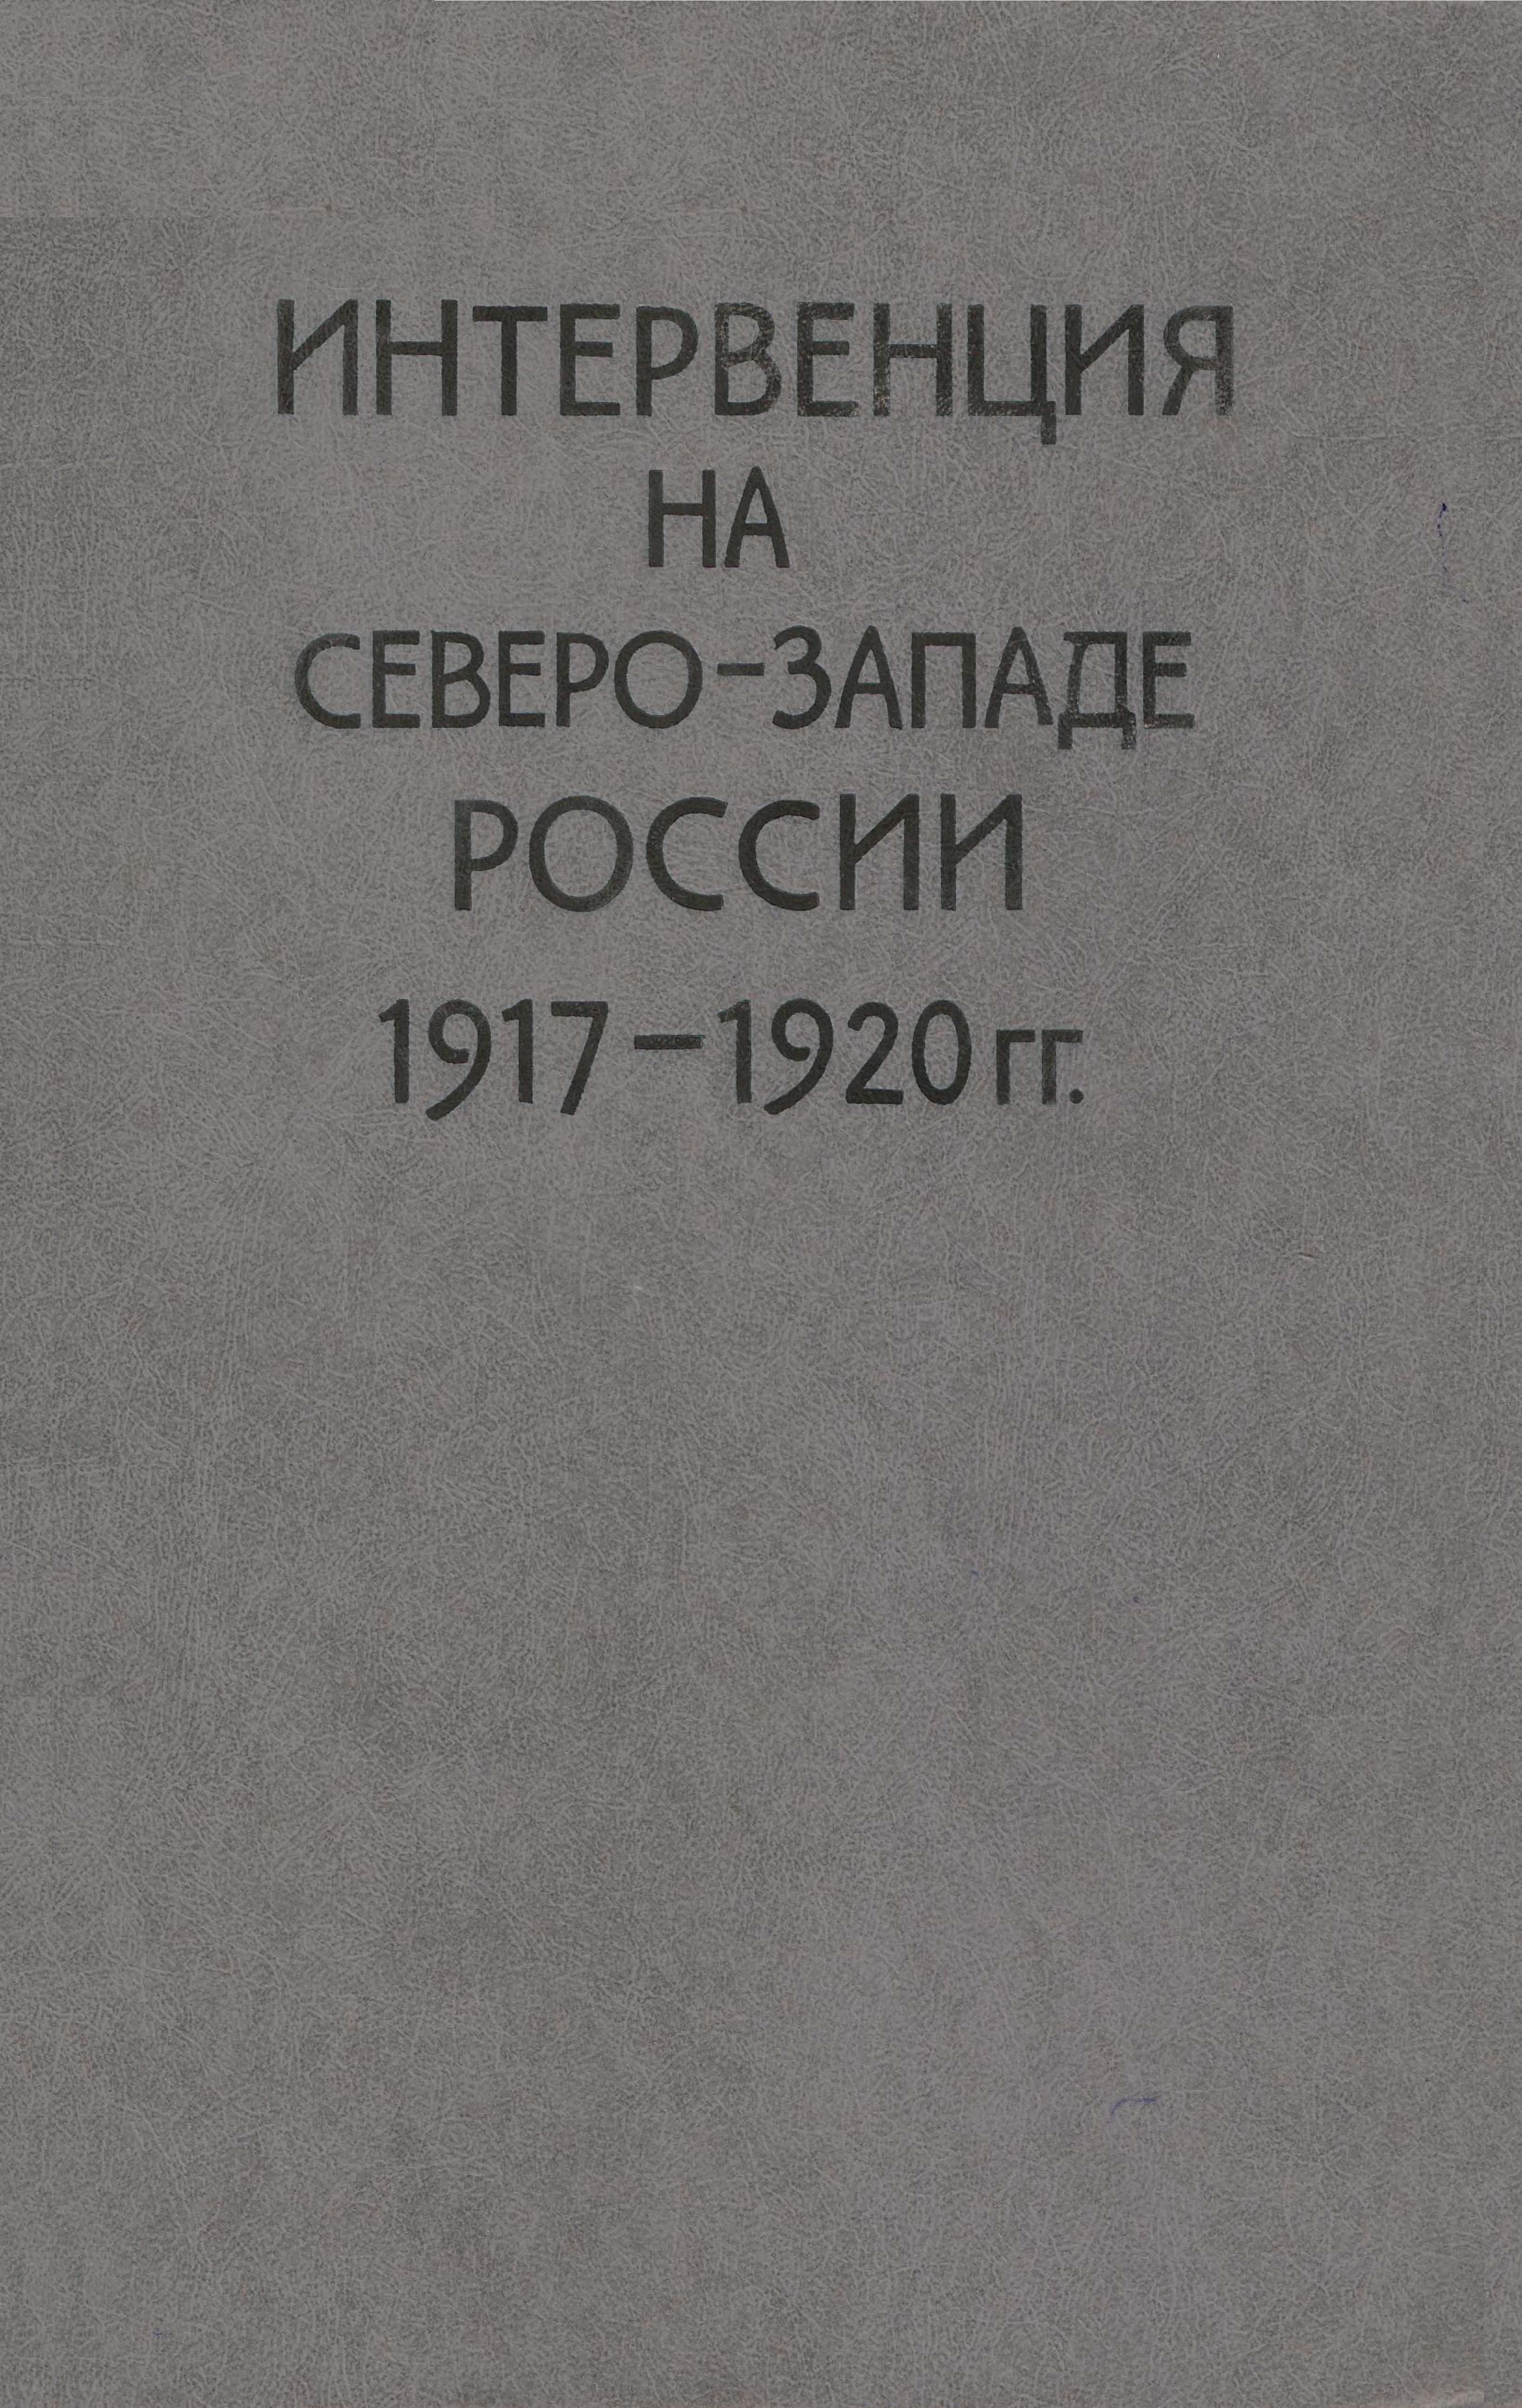 ИНТЕРВЕНЦИЯ
НА
СЕВЕРО-ЗАПАДЕ
РОССИИ
1917–1920 гг.